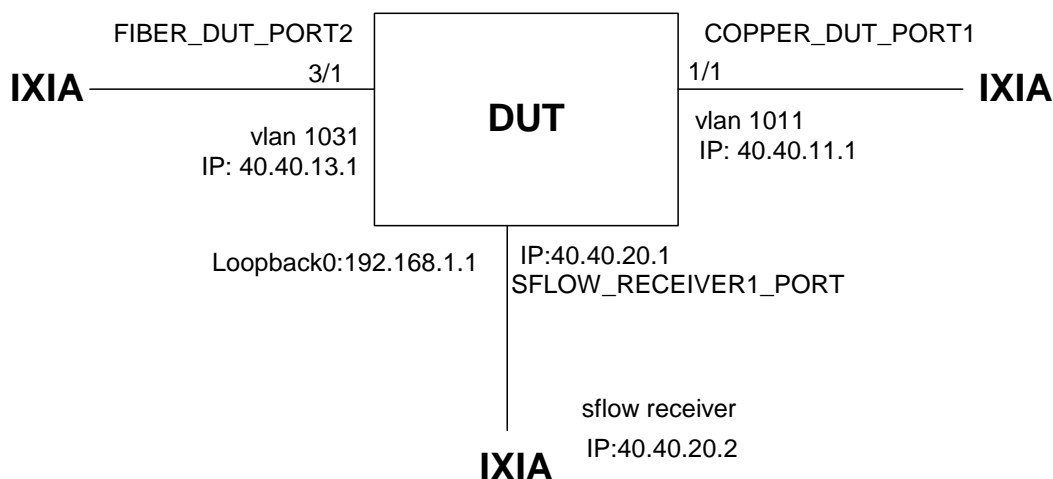 FIBER_DUT_PORT2
COPPER_DUT_PORT1
3/1
1/1
IXIA
IXIA
DUT
vlan 1031
IP: 40.40.13.1
vlan 1011
IP: 40.40.11.1
Loopback0:192.168.1.1
IP:40.40.20.1
SFLOW_RECEIVER1_PORT
sflow receiver
IP:40.40.20.2
IXIA